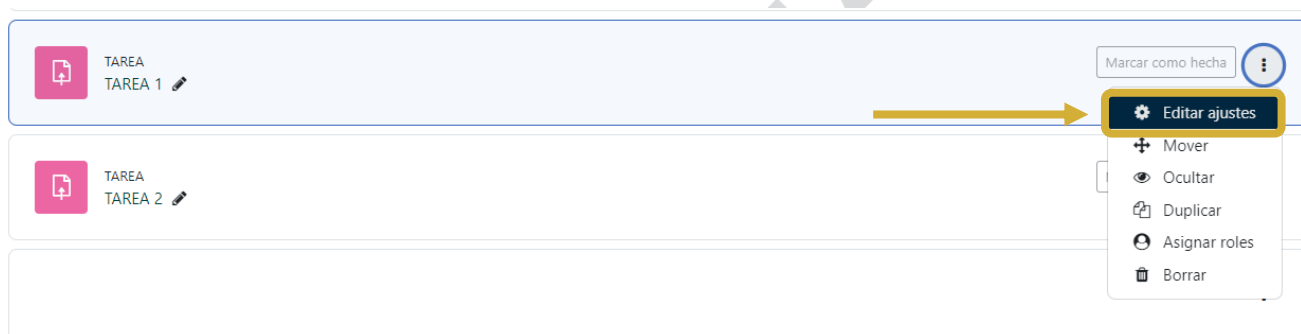 TAREA
TAREA 1
Marcar como hecha
Editar ajustes
Mover
TAREA
TAREA 2
Ocultar
Duplicar
Asignar roles
Borrar